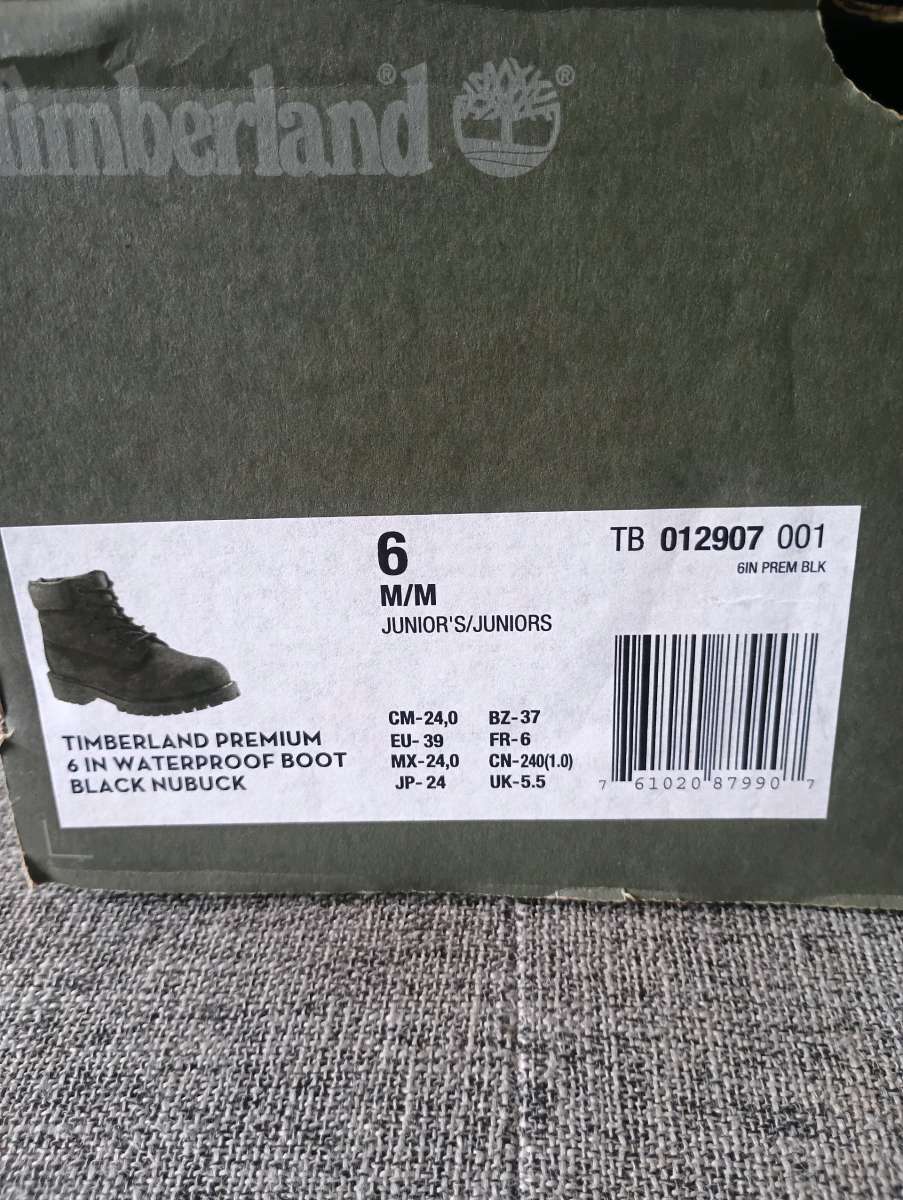 Timberland® ®
6
M/M
JUNIOR'S/JUNIORS
TB 012907 001
6IN PREM BLK
TIMBERLAND PREMIUM
6 IN WATERPROOF BOOT
BLACK NUBUCK
CM-24,0 BZ-37
EU-39 FR-6
MX-24,0 CN-240(1.0)
JP-24 UK-5.5
7 61020 87990 7